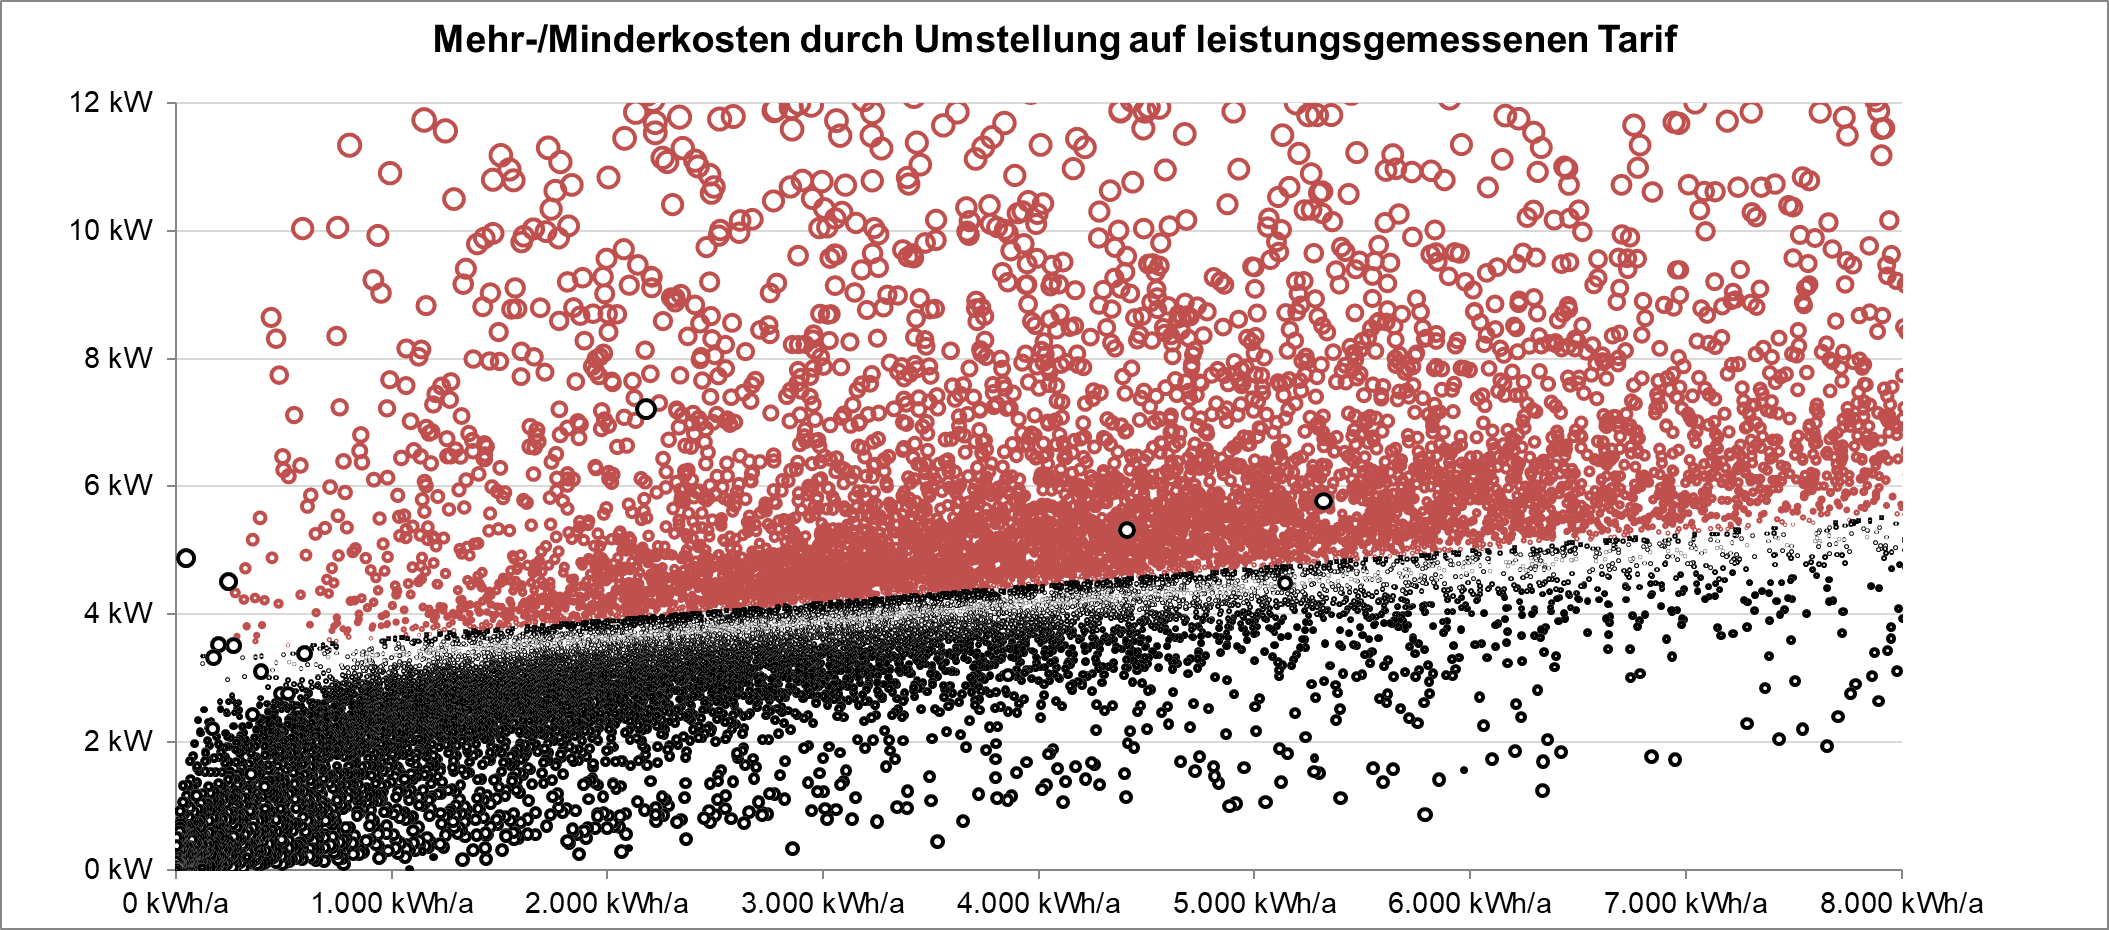 Mehr-/Minderkosten durch Umstellung auf leistungsgemessenen Tarif
12 kW
10 kW
8 kW
6 kW
4 kW
2 kW
0 kW
0 kWh/a 1.000 kWh/a 2.000 kWh/a 3.000 kWh/a 4.000 kWh/a 5.000 kWh/a 6.000 kWh/a 7.000 kWh/a 8.000 kWh/a